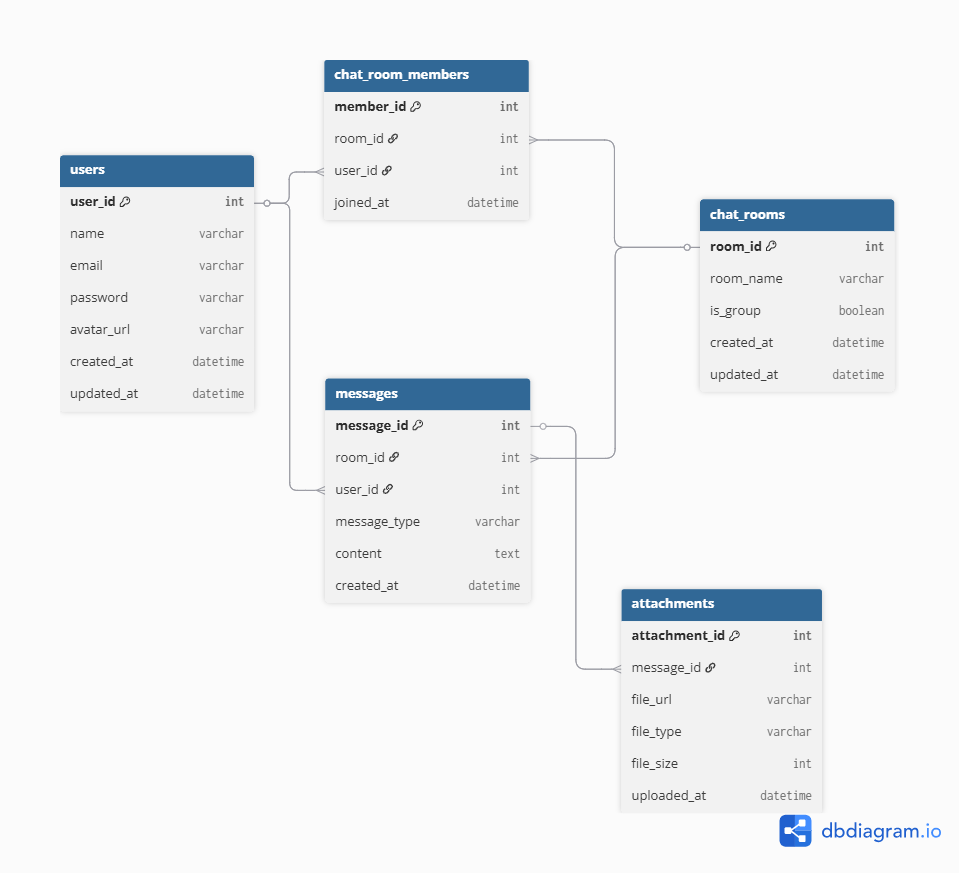 chat_room_members
member_id int
room_id int
user_id int
joined_at datetime
users
user_id int
name varchar
email varchar
password varchar
avatar_url varchar
created_at datetime
updated_at datetime
chat_rooms
room_id int
room_name varchar
is_group boolean
created_at datetime
updated_at datetime
messages
message_id int
room_id int
user_id int
message_type varchar
content text
created_at datetime
attachments
attachment_id int
message_id int
file_url varchar
file_type varchar
file_size int
uploaded_at datetime
dbdiagram.io